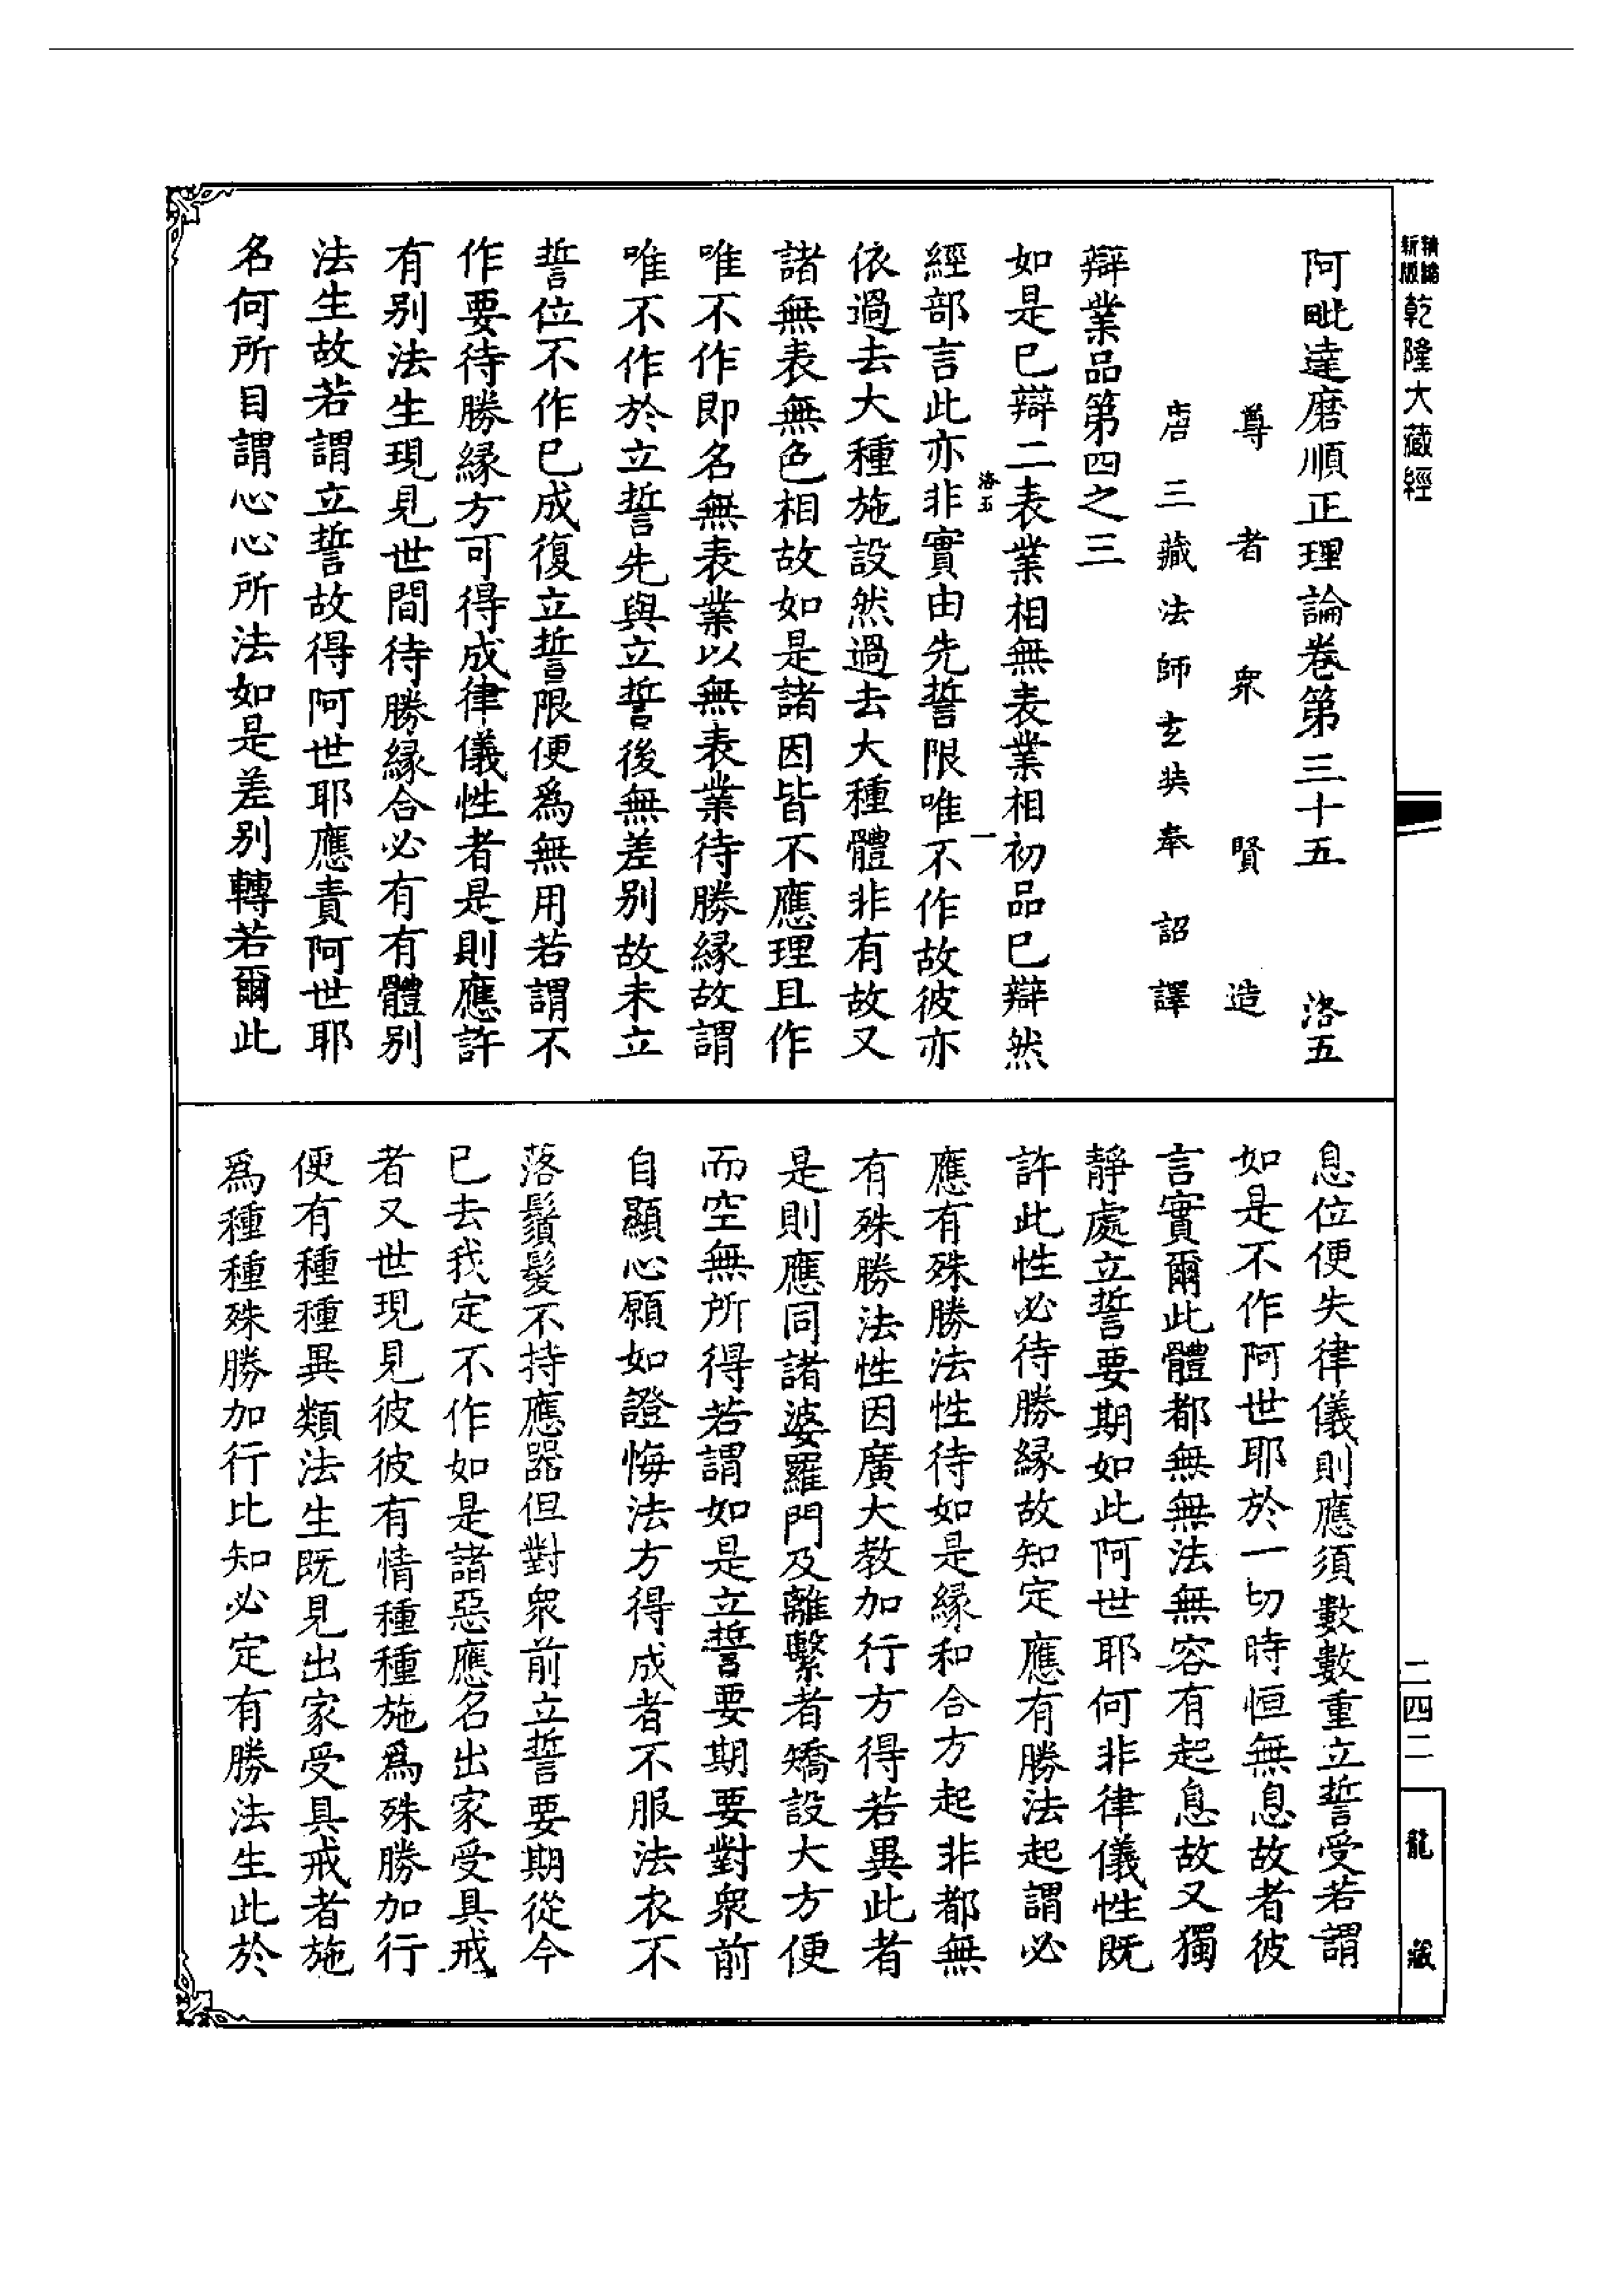 新版精縮乾隆大藏經
阿毗達磨順正理論卷第三十五 洛五
尊者衆賢造
唐三藏法師玄奘奉詔譯
辯業品第四之三
如是已辯二表業相無表業相初品已辯然
洛五 一
經部言此亦非實由先誓限唯不作故彼亦
依過去大種施設然過去大種體非有故又
諸無表無色相故如是諸因皆不應理且作
唯不作即名無表業以無表業待勝緣故謂
唯不作於立誓先與立誓後無差別故未立
誓位不作已成復立誓限便爲無用若謂不
作要待勝緣方可得成律儀性者是則應許
有別法生現見世間待勝緣合必有有體別
法生故若謂立誓故得阿世耶應責阿世耶
名何所目謂心心所法如是差別轉若爾此
息位便失律儀則應須數數重立誓受若謂
如是不作阿世耶於一切時恒無息故者彼
言實爾此體都無無法無容有起息故又獨
靜處立誓要期如此阿世耶何非律儀性既
許此性必待勝緣故知定應有勝法起謂必
應有殊勝法性待如是緣和合方起非都無
有殊勝法性因廣大教加行方得若異此者
是則應同諸婆羅門及離繫者矯設大方便
而空無所得若謂如是立誓要期要對衆前
自顯心願如證悔法方得成者不服法衣不
落鬚髮不持應器但對衆前立誓要期從今
已去我定不作如是諸惡應名出家受具戒
者又世現見彼彼有情種種施爲殊勝加行
便有種種異類法生既見出家受具戒者施
爲種種殊勝加行比知必定有勝法生此於
二四二
龍藏